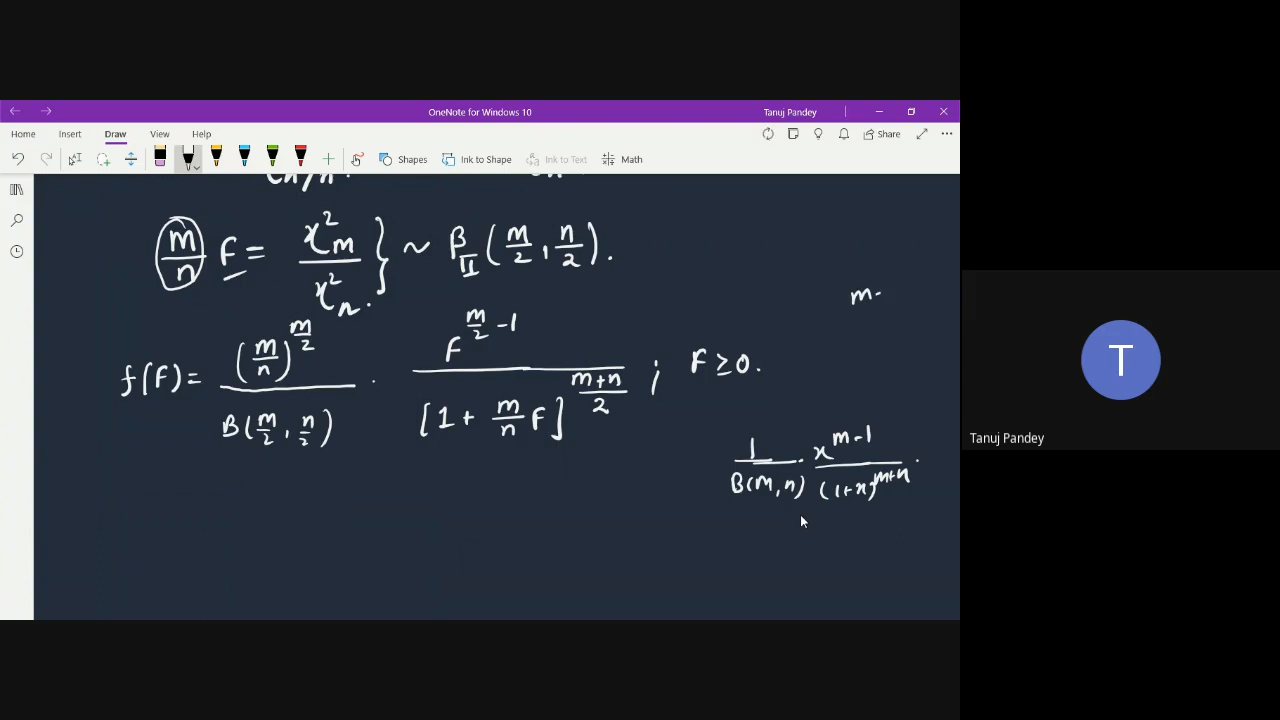 OneNote for Windows 10
Tanuj Pandey
Home Insert Draw View Help
Share
Shapes Ink to Shape Ink to Text Math
m/n F = χ²m / χ²n } ~ β_II (m/2, n/2).
m.
f(F) = (m/n)^(m/2) / B(m/2, n/2) · F^(m/2 - 1) / [1 + m/n F]^((m+n)/2) ; F ≥ 0.
1 / B(m, n) · x^(m-1) / (1+x)^(m+n) .
T
Tanuj Pandey